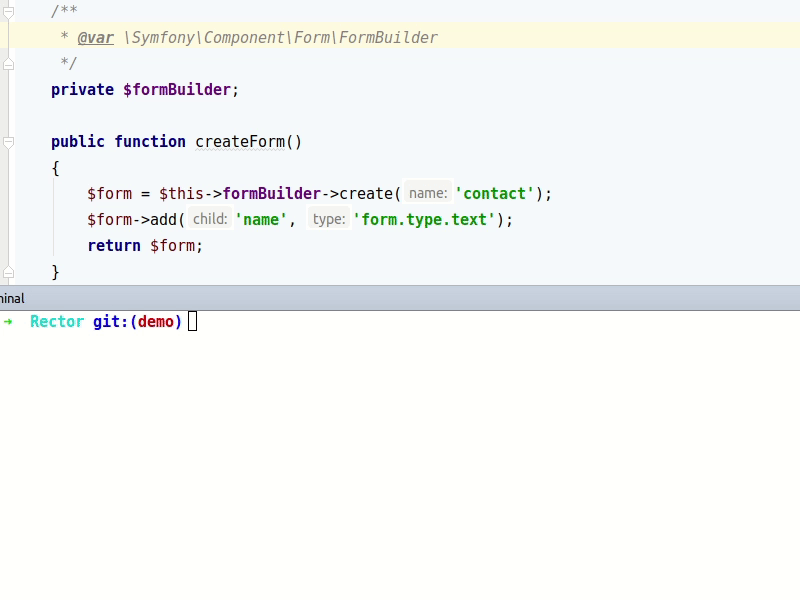 /**
 * @var \Symfony\Component\Form\FormBuilder
 */
private $formBuilder;
public function createForm()
{
$form = $this->formBuilder->create( name: 'contact');
$form->add( child: 'name', type: 'form.type.text');
return $form;
}
minal
→ Rector git:(demo)